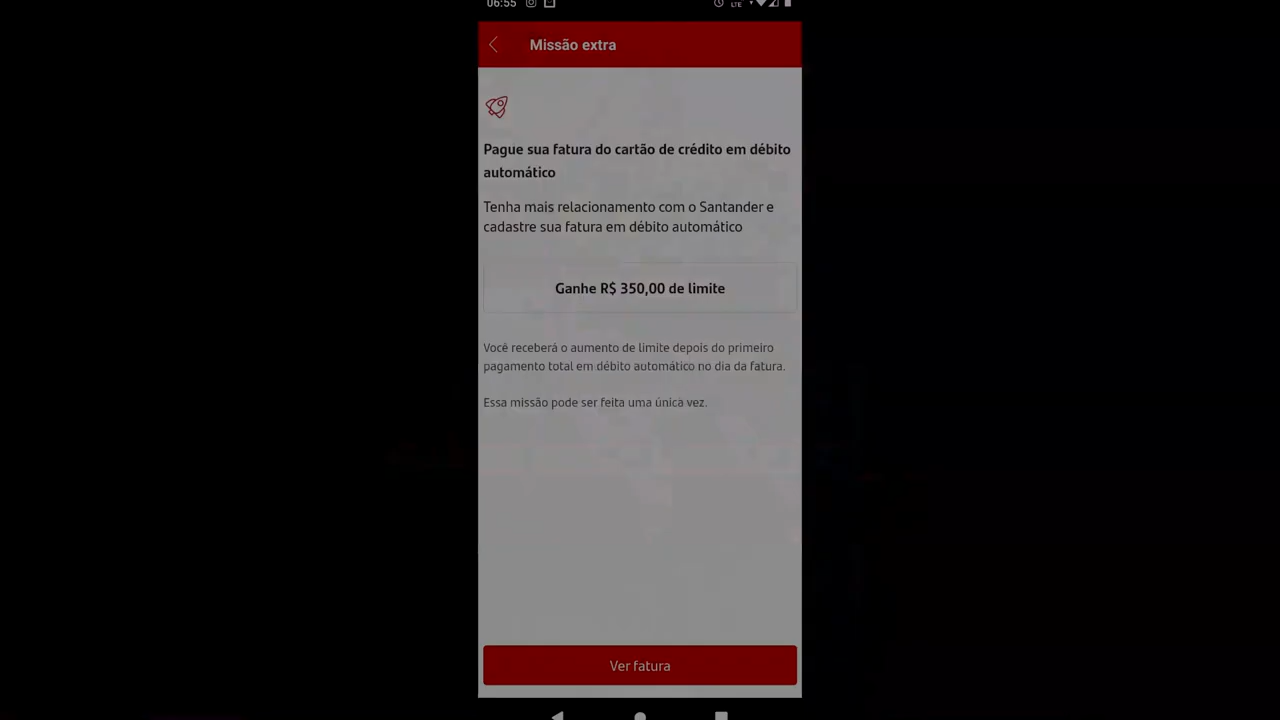 06:55
LTE
Missão extra
Pague sua fatura do cartão de crédito em débito
automático
Tenha mais relacionamento com o Santander e
cadastre sua fatura em débito automático
Ganhe R$ 350,00 de limite
Você receberá o aumento de limite depois do primeiro
pagamento total em débito automático no dia da fatura.
Essa missão pode ser feita uma única vez.
Ver fatura